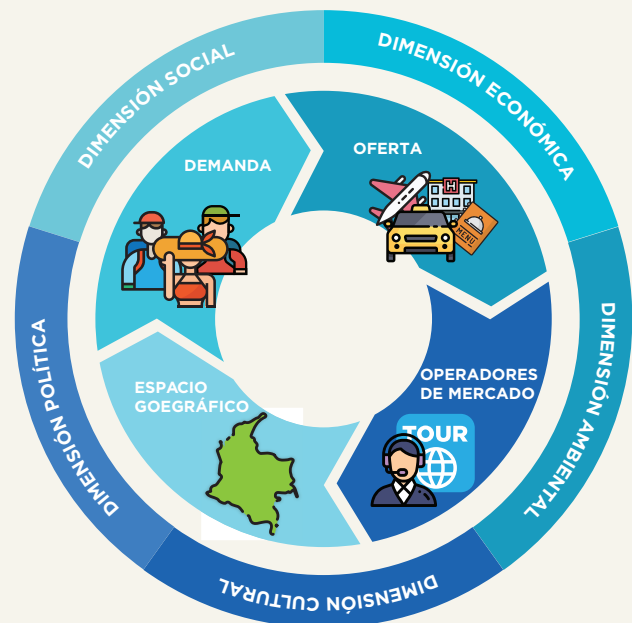 DIMENSIÓN SOCIAL
DIMENSIÓN ECONÓMICA
DEMANDA
OFERTA
H
MENU
DIMENSIÓN POLÍTICA
DIMENSIÓN AMBIENTAL
ESPACIO
GOEGRÁFICO
OPERADORES
DE MERCADO
TOUR
DIMENSIÓN CULTURAL